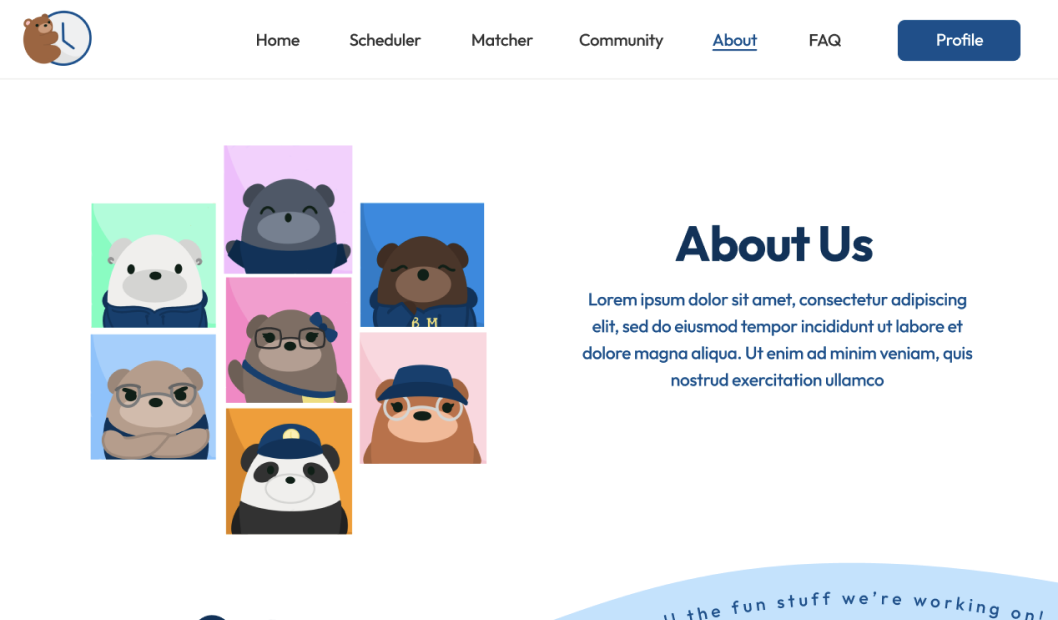 Home Scheduler Matcher Community About FAQ Profile
B M
About Us
Lorem ipsum dolor sit amet, consectetur adipiscing
elit, sed do eiusmod tempor incididunt ut labore et
dolore magna aliqua. Ut enim ad minim veniam, quis
nostrud exercitation ullamco
the fun stuff we're working on!